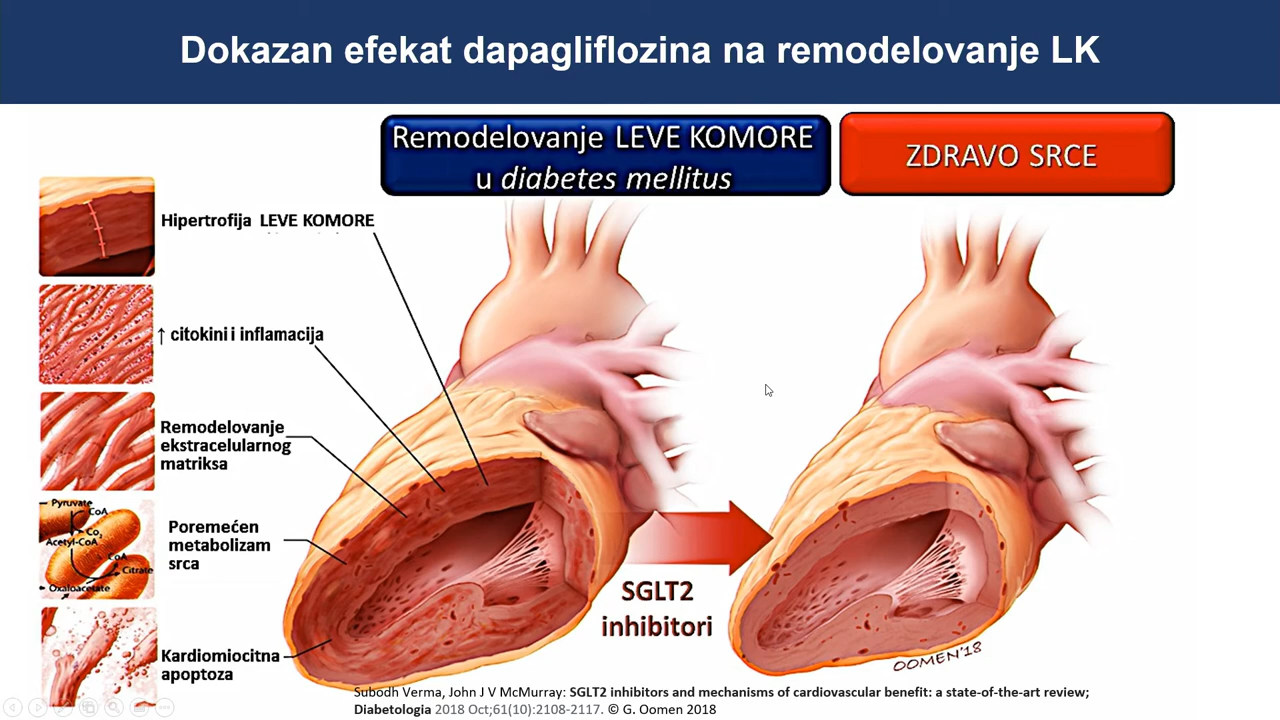 Dokazan efekat dapagliflozina na remodelovanje LK
Remodelovanje LEVE KOMORE
u diabetes mellitus
ZDRAVO SRCE
Hipertrofija LEVE KOMORE
↑ citokini i inflamacija
Remodelovanje
ekstracelularnog
matriksa
Pyruvate
CoA
Co₂
Acetyl-CoA
CoA
Citrate
Oxaloacetate
Poremećen
metabolizam
srca
Kardiomiocitna
apoptoza
SGLT2
inhibitori
OOMEN'18
Subodh Verma, John J V McMurray: SGLT2 inhibitors and mechanisms of cardiovascular benefit: a state-of-the-art review;
Diabetologia 2018 Oct;61(10):2108-2117. © G. Oomen 2018